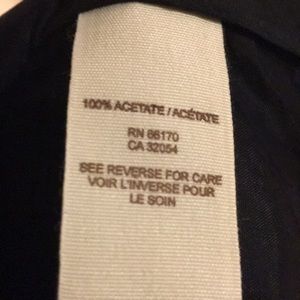 100% ACETATE / ACÉTATE
RN 86170
CA 32054
SEE REVERSE FOR CARE
VOIR L'INVERSE POUR
LE SOIN